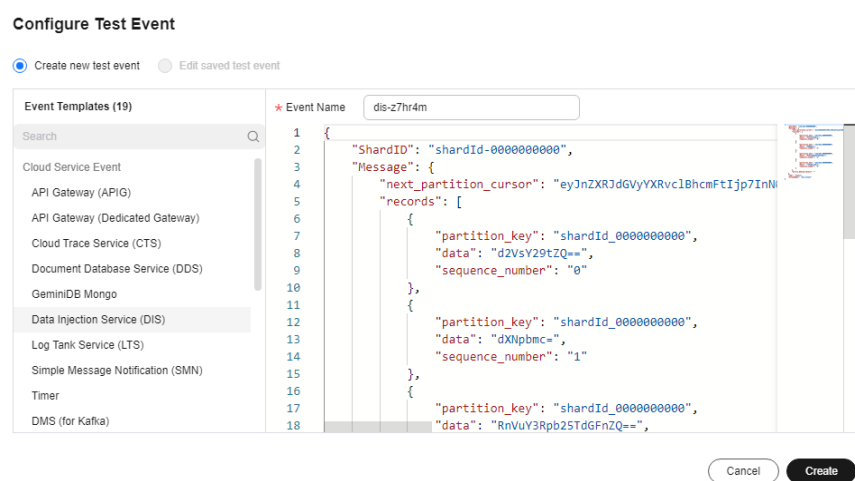 Configure Test Event
Create new test event Edit saved test event
Event Templates (19)
Search
Cloud Service Event
API Gateway (APIG)
API Gateway (Dedicated Gateway)
Cloud Trace Service (CTS)
Document Database Service (DDS)
GeminiDB Mongo
Data Injection Service (DIS)
Log Tank Service (LTS)
Simple Message Notification (SMN)
Timer
DMS (for Kafka)
* Event Name dis-z7hr4m
1 {
2 "ShardID": "shardId-0000000000",
3 "Message": {
4 "next_partition_cursor": "eyJnZXRJdGVyYXRvclBhcmFtIjp7InN
5 "records": [
6 {
7 "partition_key": "shardId_0000000000",
8 "data": "d2VsY29tZQ==",
9 "sequence_number": "0"
10 },
11 {
12 "partition_key": "shardId_0000000000",
13 "data": "dXNpbmc=",
14 "sequence_number": "1"
15 },
16 {
17 "partition_key": "shardId_0000000000",
18 "data": "RnVuY3Rpb25TdGFnZQ==",
Cancel Create